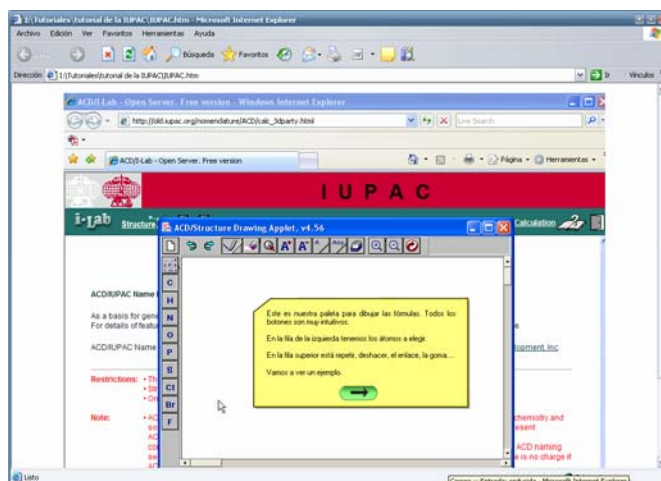 I:\Tutoriales\tutorial de la IUPAC\IUPAC.htm - Microsoft Internet Explorer
Archivo Edición Ver Favoritos Herramientas Ayuda
Búsqueda Favoritos
Dirección I:\Tutoriales\tutorial de la IUPAC\IUPAC.htm Ir Vínculos
ACD/I-Lab - Open Server. Free version - Windows Internet Explorer
http://old.iupac.org/nomenclature/ACD/calc_3dparty.html Live Search
ACD/I-Lab - Open Server. Free version Página Herramientas
IUPAC
i-Lab Structure Calculation
ACD/Structure Drawing Applet, v4.56
C
H
N
O
P
S
Cl
Br
F
ACD/IUPAC Name
As a basis for
For details of
ACD/IUPAC Name
Este es nuestra paleta para dibujar las fórmulas. Todos los
botones son muy intuitivos.
En la fila de la izquierda tenemos los átomos a elegir.
En la fila superior está repetir, deshacer, el enlace, la goma....
Vamos a ver un ejemplo.
Restrictions:
Note:
chemistry and
ACD naming
e is no charge if
Listo